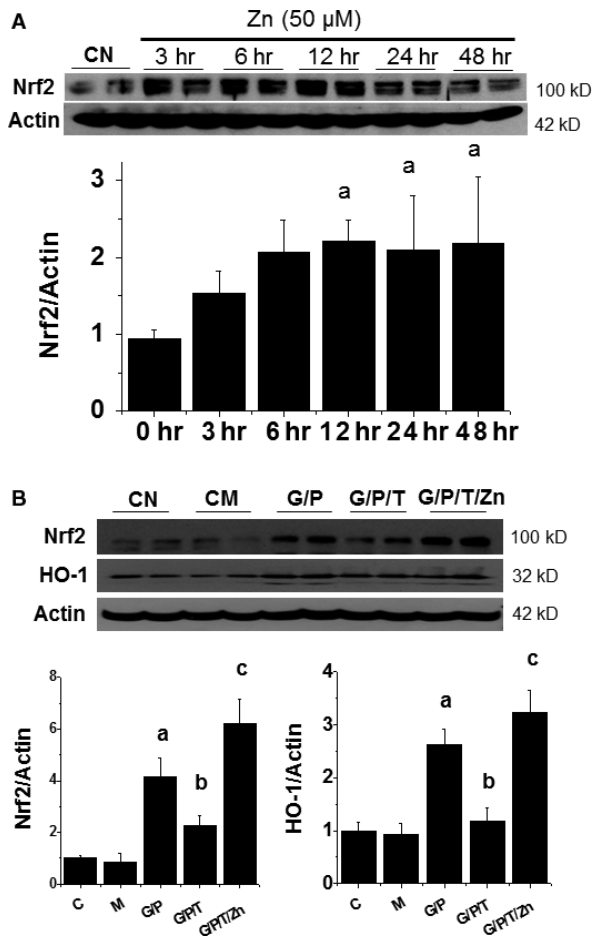 A
Zn (50 µM)
CN 3 hr 6 hr 12 hr 24 hr 48 hr
Nrf2 100 kD
Actin 42 kD
Nrf2/Actin
3
2
1
0
a a a
0 hr 3 hr 6 hr 12 hr 24 hr 48 hr
B
CN CM G/P G/P/T G/P/T/Zn
Nrf2 100 kD
HO-1 32 kD
Actin 42 kD
Nrf2/Actin
8
6
4
2
0
a b c
C M G/P G/P/T G/P/T/Zn
HO-1/Actin
4
3
2
1
0
a b c
C M G/P G/P/T G/P/T/Zn